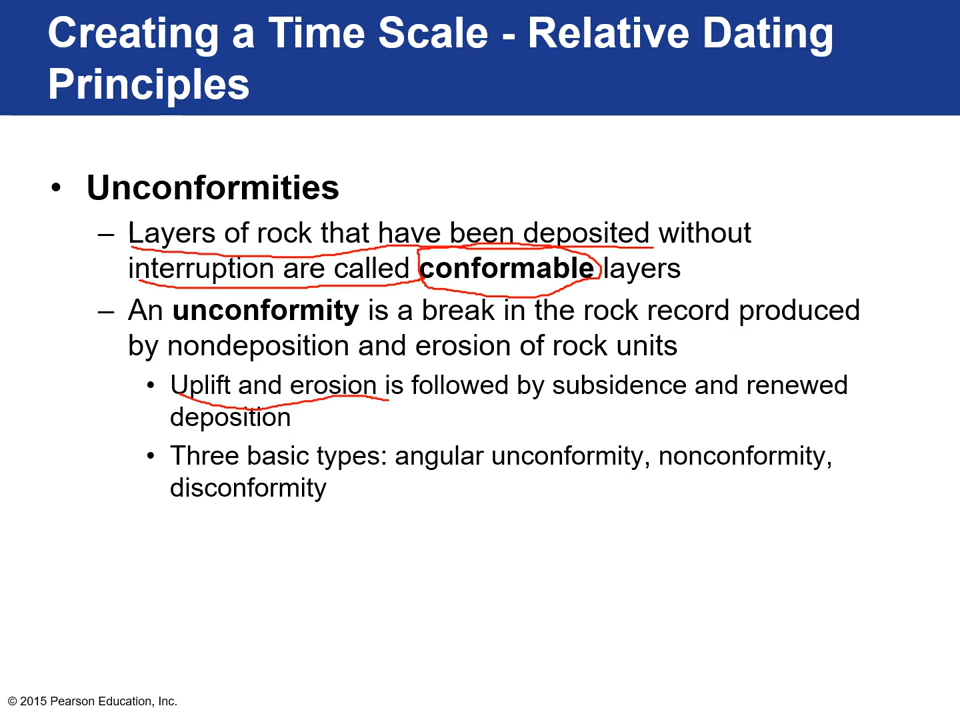 Creating a Time Scale - Relative Dating
Principles
• Unconformities
– Layers of rock that have been deposited without
interruption are called conformable layers
– An unconformity is a break in the rock record produced
by nondeposition and erosion of rock units
• Uplift and erosion is followed by subsidence and renewed
deposition
• Three basic types: angular unconformity, nonconformity,
disconformity
© 2015 Pearson Education, Inc.